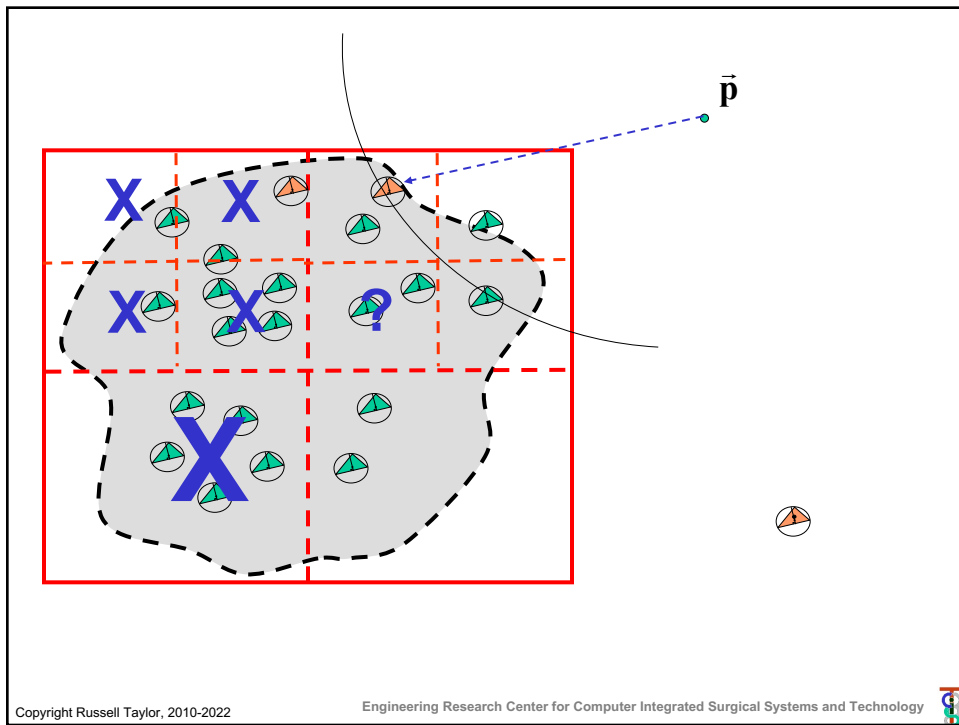 p
X X
X X ?
X
Copyright Russell Taylor, 2010-2022
Engineering Research Center for Computer Integrated Surgical Systems and Technology